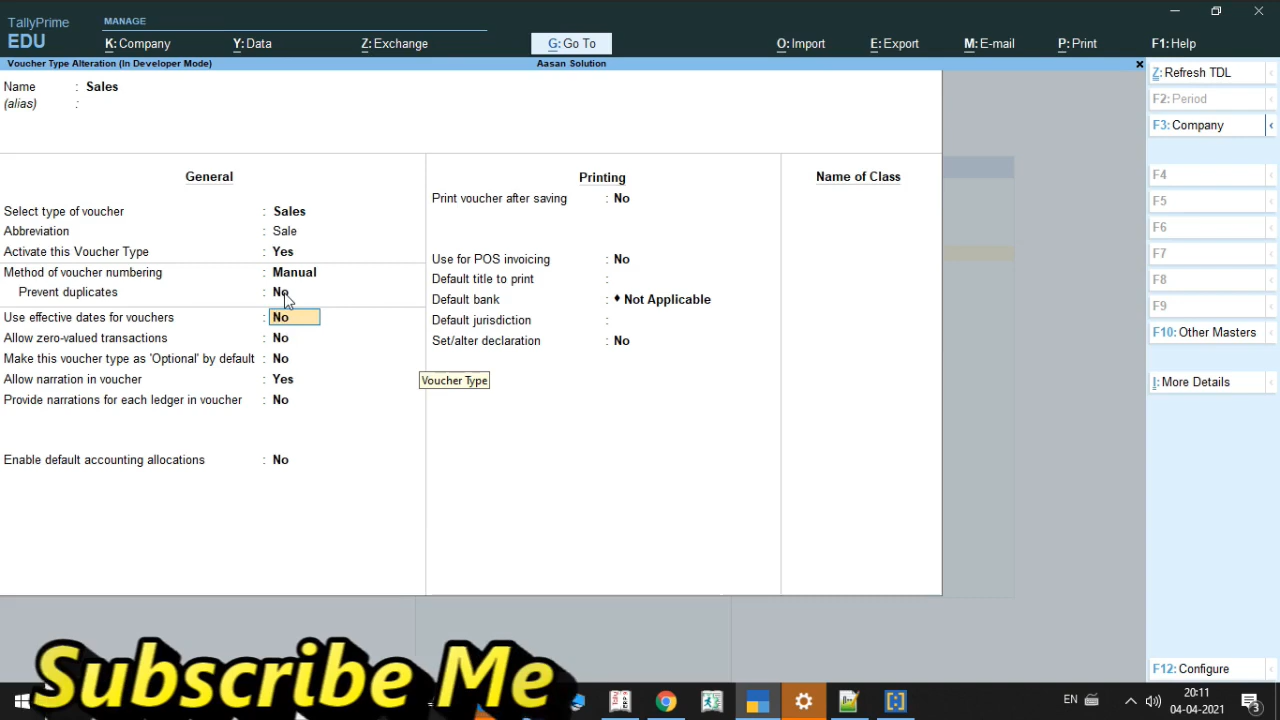 TallyPrime
EDU
MANAGE
K: Company
Y: Data
Z: Exchange
G: Go To
O: Import
E: Export
M: E-mail
P: Print
F1: Help
Voucher Type Alteration (In Developer Mode)
Aasan Solution
Name : Sales
(alias) :
General
Select type of voucher : Sales
Abbreviation : Sale
Activate this Voucher Type : Yes
Method of voucher numbering : Manual
Prevent duplicates : No
Use effective dates for vouchers : No
Allow zero-valued transactions : No
Make this voucher type as 'Optional' by default : No
Allow narration in voucher : Yes
Provide narrations for each ledger in voucher : No
Enable default accounting allocations : No
Printing
Print voucher after saving : No
Use for POS invoicing : No
Default title to print :
Default bank : ♦ Not Applicable
Default jurisdiction :
Set/alter declaration : No
Voucher Type
Name of Class
Z: Refresh TDL
F2: Period
F3: Company
F4
F5
F6
F7
F8
F9
F10: Other Masters
I: More Details
F12: Configure
Subscribe Me
EN
20:11
04-04-2021
3